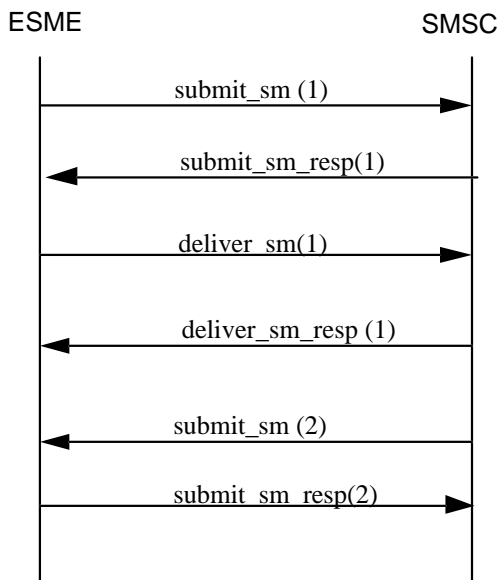 ESME
SMSC
submit_sm (1)
submit_sm_resp(1)
deliver_sm(1)
deliver_sm_resp (1)
submit_sm (2)
submit_sm_resp(2)